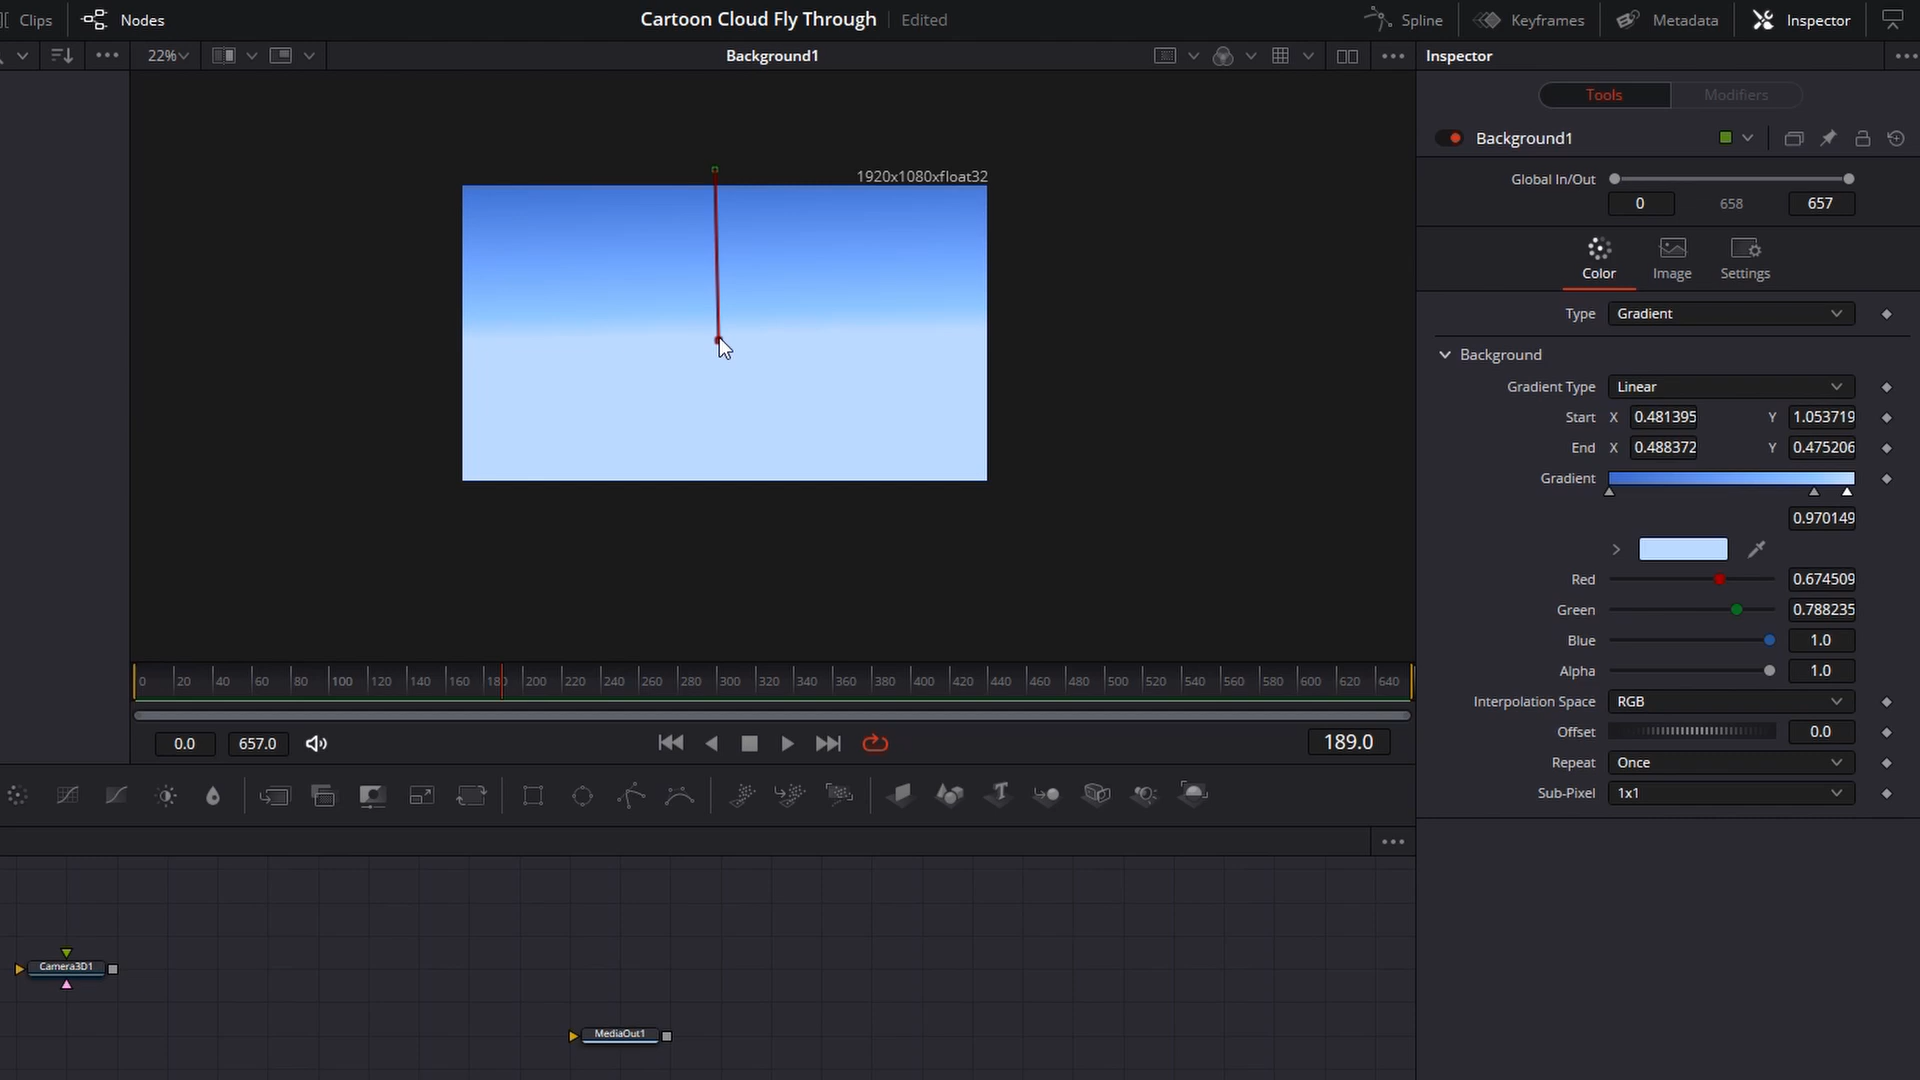 Clips Nodes Cartoon Cloud Fly Through Edited Spline Keyframes Metadata Inspector
22% Background1 Inspector
Tools Modifiers
Background1
1920x1080xfloat32
Global In/Out
0 658 657
Color Image Settings
Type Gradient
Background
Gradient Type Linear
Start X 0.481395 Y 1.053719
End X 0.488372 Y 0.475206
Gradient
0.970149
Red 0.674509
Green 0.788235
Blue 1.0
Alpha 1.0
Interpolation Space RGB
Offset 0.0
Repeat Once
Sub-Pixel 1x1
0 20 40 60 80 100 120 140 160 180 200 220 240 260 280 300 320 340 360 380 400 420 440 460 480 500 520 540 560 580 600 620 640
0.0 657.0 189.0
Camera3D1
MediaOut1